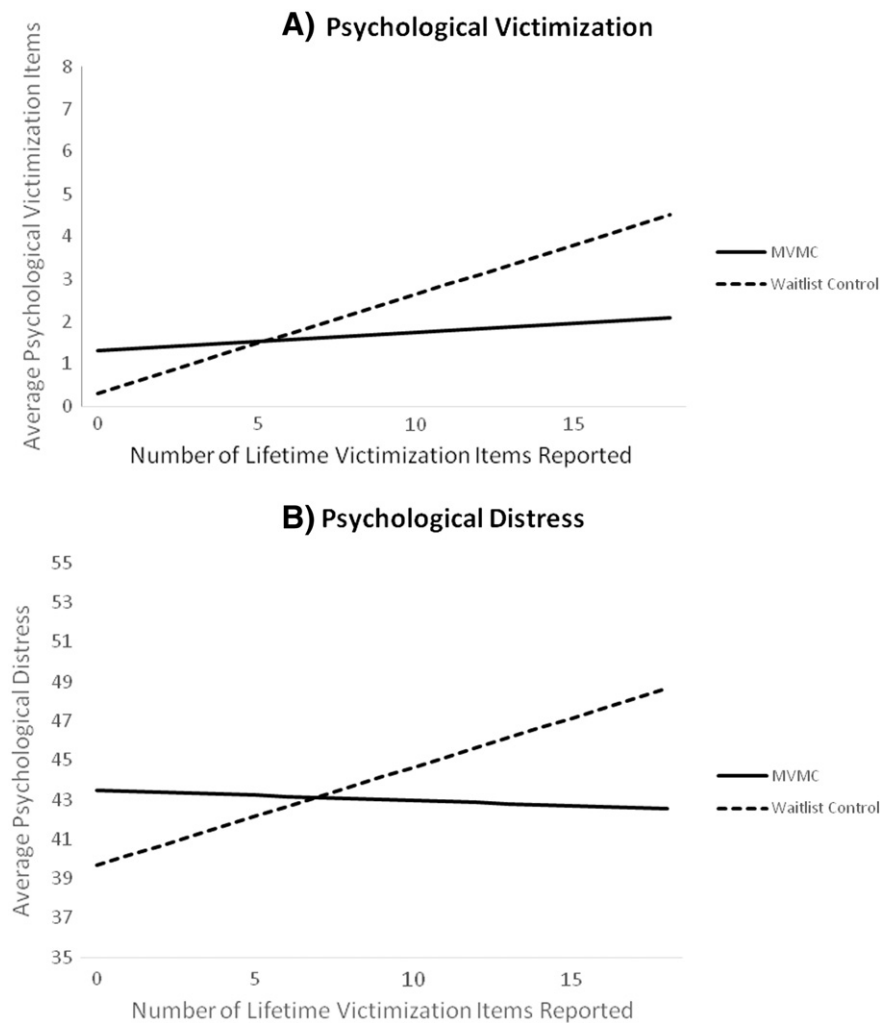 A) Psychological Victimization
Average Psychological Victimization Items
8
7
6
5
4
3
2
1
0
0 5 10 15
Number of Lifetime Victimization Items Reported
MVMC
Waitlist Control
B) Psychological Distress
Average Psychological Distress
55
53
51
49
47
45
43
41
39
37
35
0 5 10 15
Number of Lifetime Victimization Items Reported
MVMC
Waitlist Control